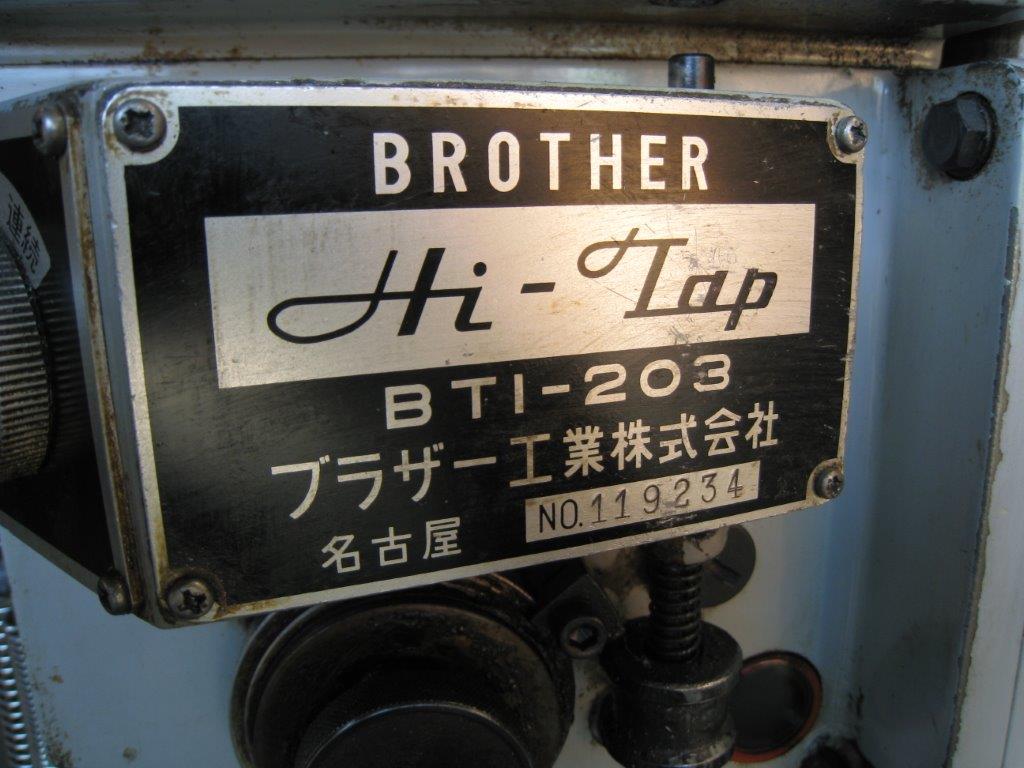 BROTHER
Hi-Tap
BT1-203
ブラザー工業株式会社
名古屋
NO.119234
連続